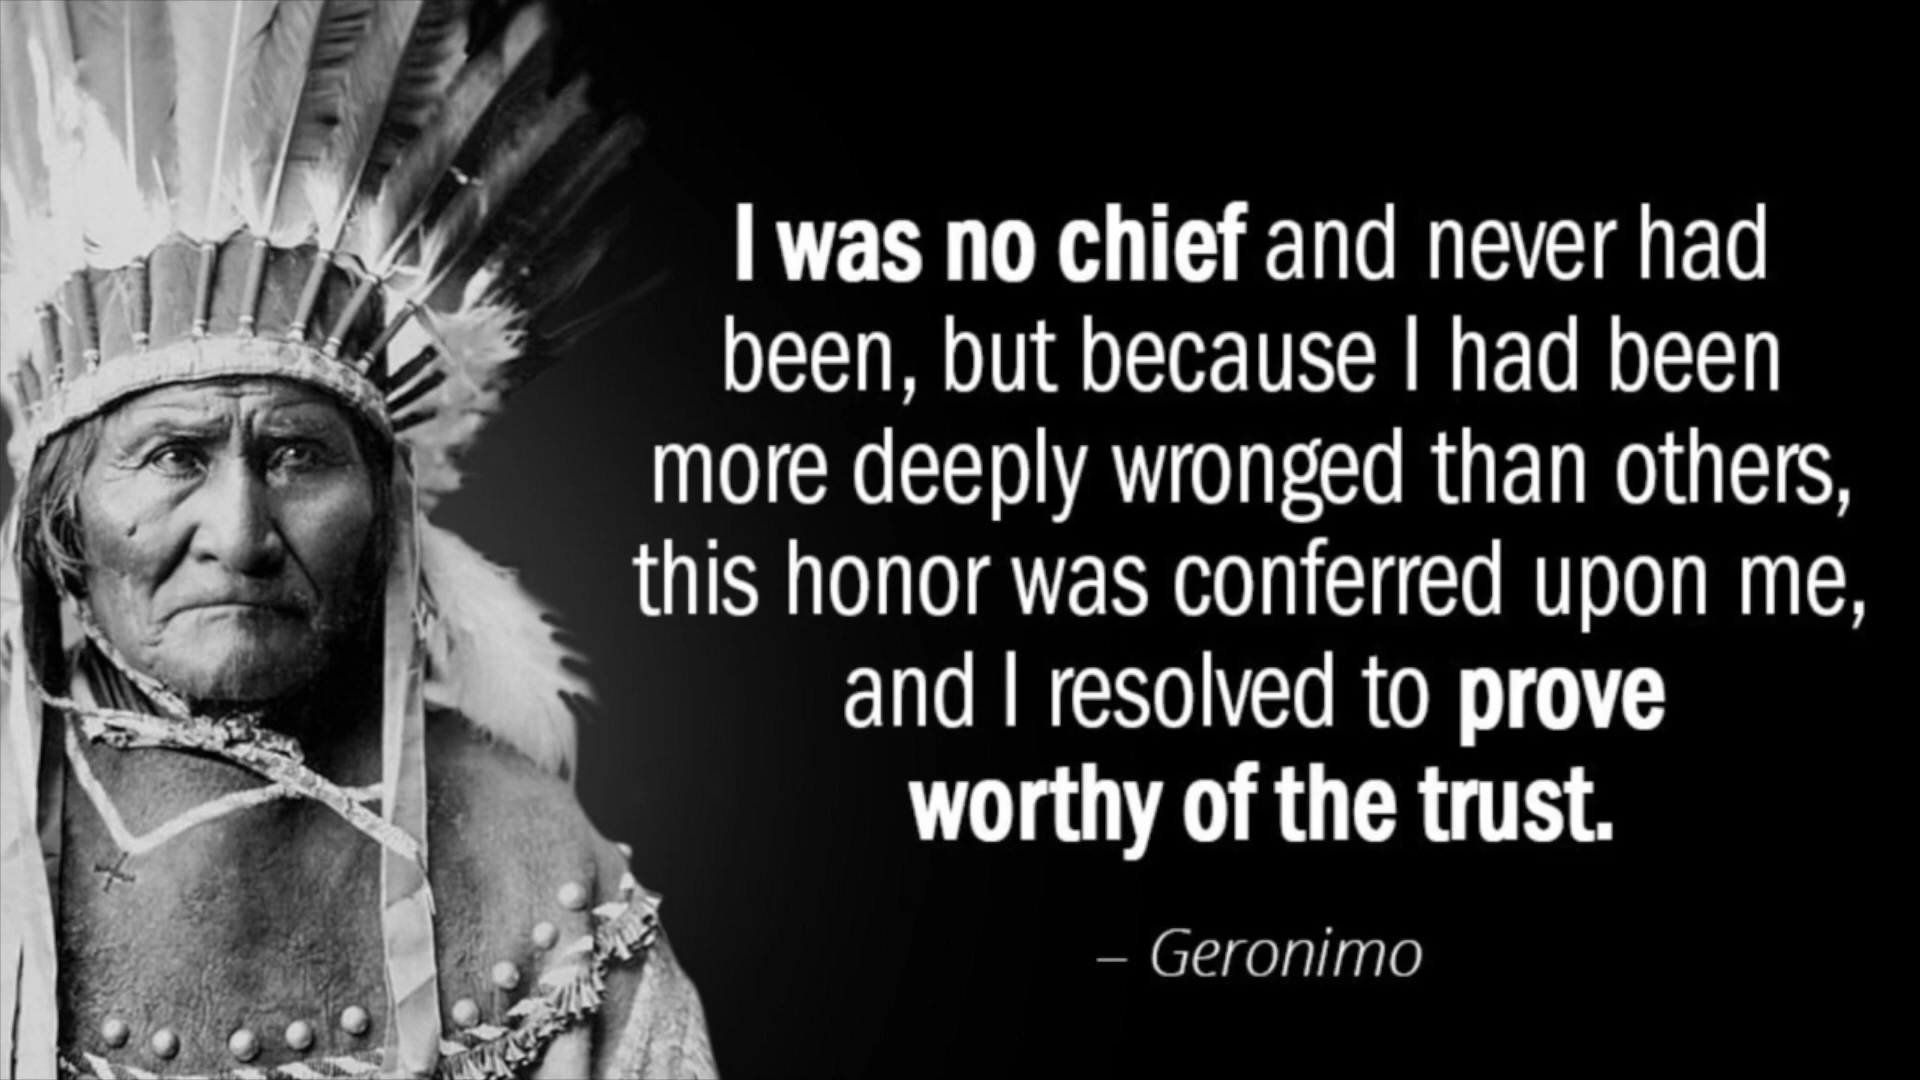 I was no chief and never had
been, but because I had been
more deeply wronged than others,
this honor was conferred upon me,
and I resolved to prove
worthy of the trust.
– Geronimo